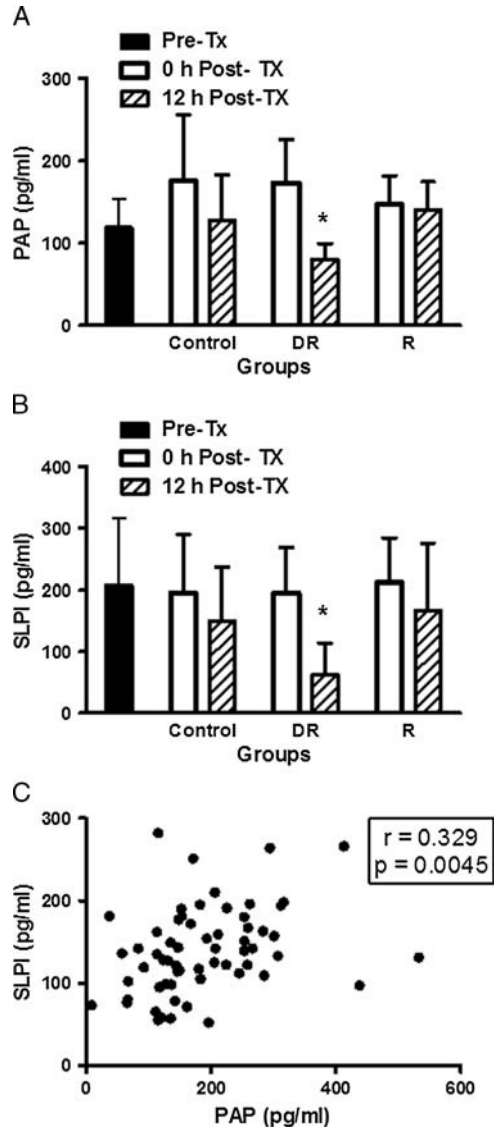 A
Pre-Tx
0 h Post- TX
12 h Post-TX
300
200
100
0
PAP (pg/ml)
*
Control DR R
Groups
B
Pre-Tx
0 h Post- TX
12 h Post-TX
400
300
200
100
0
SLPI (pg/ml)
*
Control DR R
Groups
C
300
200
100
0
SLPI (pg/ml)
r = 0.329
p = 0.0045
0 200 400 600
PAP (pg/ml)